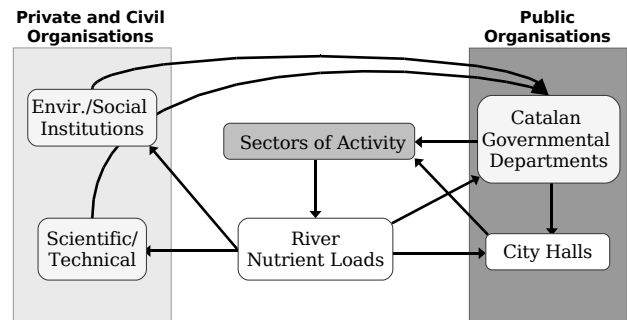 Private and Civil
Organisations
Public
Organisations
Envir./Social
Institutions
Sectors of Activity
Catalan
Governmental
Departments
Scientific/
Technical
River
Nutrient Loads
City Halls